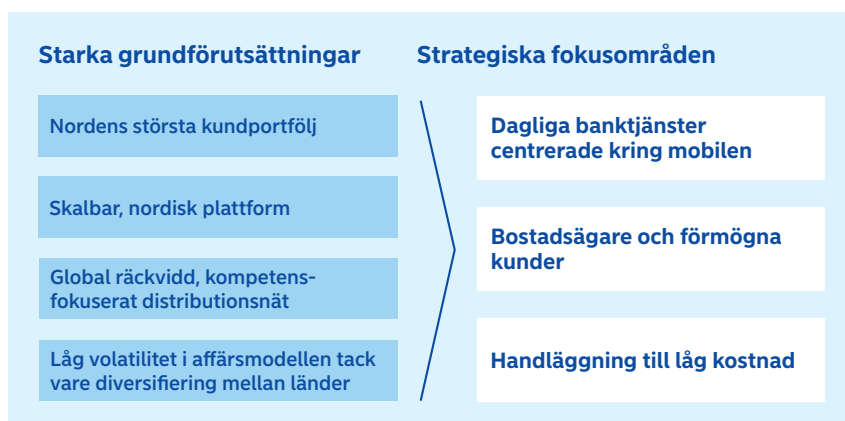 Starka grundförutsättningar
Nordens största kundportfölj
Skalbar, nordisk plattform
Global räckvidd, kompetens-
fokuserat distributionsnät
Låg volatilitet i affärsmodellen tack
vare diversifiering mellan länder
Strategiska fokusområden
Dagliga banktjänster
centrerade kring mobilen
Bostadsägare och förmögna
kunder
Handläggning till låg kostnad